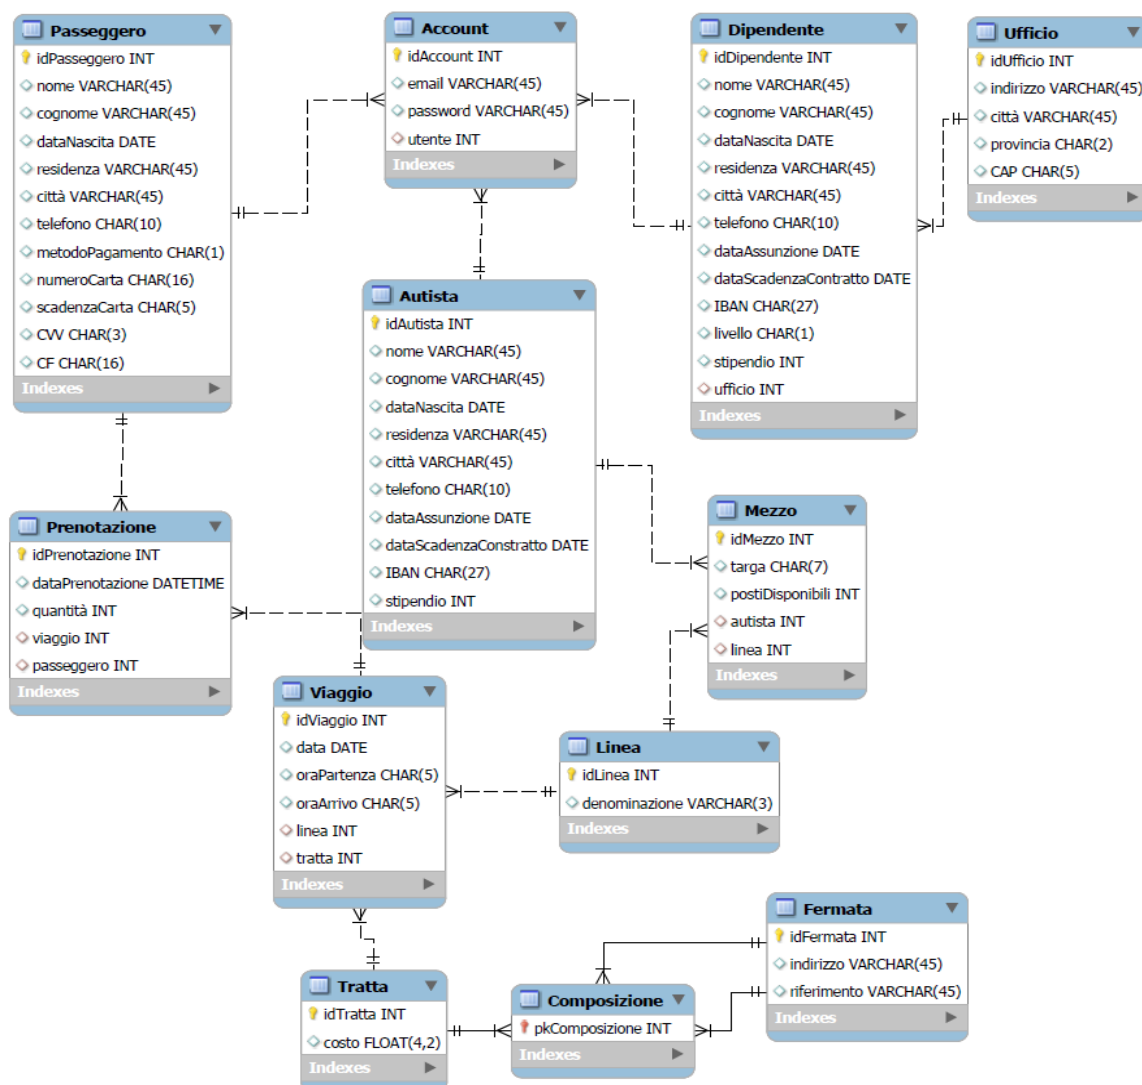 Passeggero
idPasseggero INT
nome VARCHAR(45)
cognome VARCHAR(45)
dataNascita DATE
residenza VARCHAR(45)
città VARCHAR(45)
telefono CHAR(10)
metodoPagamento CHAR(1)
numeroCarta CHAR(16)
scadenzaCarta CHAR(5)
CVV CHAR(3)
CF CHAR(16)
Indexes
Account
idAccount INT
email VARCHAR(45)
password VARCHAR(45)
utente INT
Indexes
Dipendente
idDipendente INT
nome VARCHAR(45)
cognome VARCHAR(45)
dataNascita DATE
residenza VARCHAR(45)
città VARCHAR(45)
telefono CHAR(10)
dataAssunzione DATE
dataScadenzaContratto DATE
IBAN CHAR(27)
livello CHAR(1)
stipendio INT
ufficio INT
Indexes
Ufficio
idUfficio INT
indirizzo VARCHAR(45)
città VARCHAR(45)
provincia CHAR(2)
CAP CHAR(5)
Indexes
Autista
idAutista INT
nome VARCHAR(45)
cognome VARCHAR(45)
dataNascita DATE
residenza VARCHAR(45)
città VARCHAR(45)
telefono CHAR(10)
dataAssunzione DATE
dataScadenzaConstratto DATE
IBAN CHAR(27)
stipendio INT
Indexes
Prenotazione
idPrenotazione INT
dataPrenotazione DATETIME
quantità INT
viaggio INT
passeggero INT
Indexes
Mezzo
idMezzo INT
targa CHAR(7)
postiDisponibili INT
autista INT
linea INT
Indexes
Viaggio
idViaggio INT
data DATE
oraPartenza CHAR(5)
oraArrivo CHAR(5)
linea INT
tratta INT
Indexes
Linea
idLinea INT
denominazione VARCHAR(3)
Indexes
Fermata
idFermata INT
indirizzo VARCHAR(45)
riferimento VARCHAR(45)
Indexes
Tratta
idTratta INT
costo FLOAT(4,2)
Indexes
Composizione
pkComposizione INT
Indexes